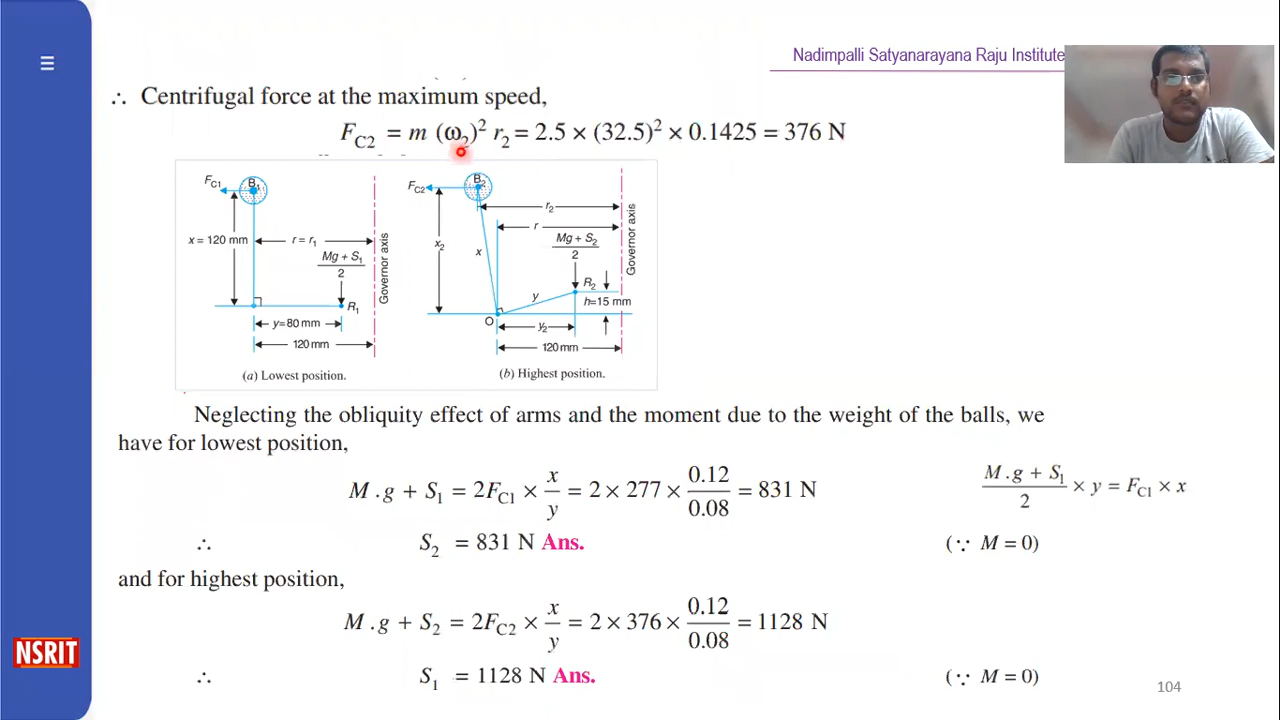 Nadimpalli Satyanarayana Raju Institute
∴ Centrifugal force at the maximum speed,
F_C2 = m (ω₂)² r₂ = 2.5 × (32.5)² × 0.1425 = 376 N
F_C1 B₁
x = 120 mm
r = r₁
Mg + S₁
2
R₁
y = 80 mm
120 mm
Governor axis
(a) Lowest position.
F_C2 B₂
r₂
r
x₂
x
Mg + S₂
2
R₂
y
h = 15 mm
O
y₂
120 mm
Governor axis
(b) Highest position.
Neglecting the obliquity effect of arms and the moment due to the weight of the balls, we
have for lowest position,
M.g + S₁ = 2F_C1 × x/y = 2 × 277 × 0.12/0.08 = 831 N
(M.g + S₁)/2 × y = F_C1 × x
∴ S₂ = 831 N Ans. (∵ M = 0)
and for highest position,
M.g + S₂ = 2F_C2 × x/y = 2 × 376 × 0.12/0.08 = 1128 N
∴ S₁ = 1128 N Ans. (∵ M = 0)
NSRIT
104